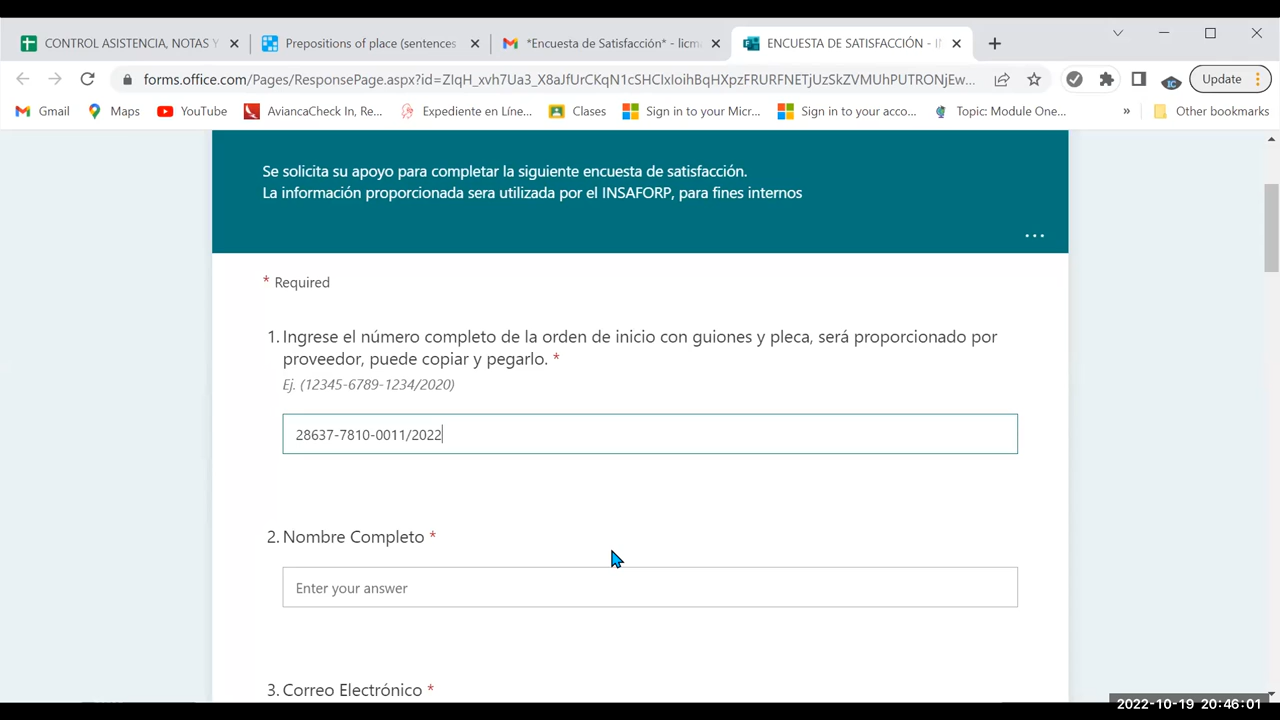 CONTROL ASISTENCIA, NOTAS Y
Prepositions of place (sentences
*Encuesta de Satisfacción* - licm
ENCUESTA DE SATISFACCIÓN - IN
forms.office.com/Pages/ResponsePage.aspx?id=ZIqH_xvh7Ua3_X8aJfUrCKqN1cSHCIxIoihBqHXpzFRURFNETjUzSkZVMUhPUTRONjEw...
Update
Gmail
Maps
YouTube
AviancaCheck In, Re...
Expediente en Líne...
Clases
Sign in to your Micr...
Sign in to your acco...
Topic: Module One...
»
Other bookmarks
Se solicita su apoyo para completar la siguiente encuesta de satisfacción.
La información proporcionada sera utilizada por el INSAFORP, para fines internos
...
* Required
1. Ingrese el número completo de la orden de inicio con guiones y pleca, será proporcionado por
proveedor, puede copiar y pegarlo. *
Ej. (12345-6789-1234/2020)
28637-7810-0011/2022
2. Nombre Completo *
Enter your answer
3. Correo Electrónico *
2022-10-19 20:46:01